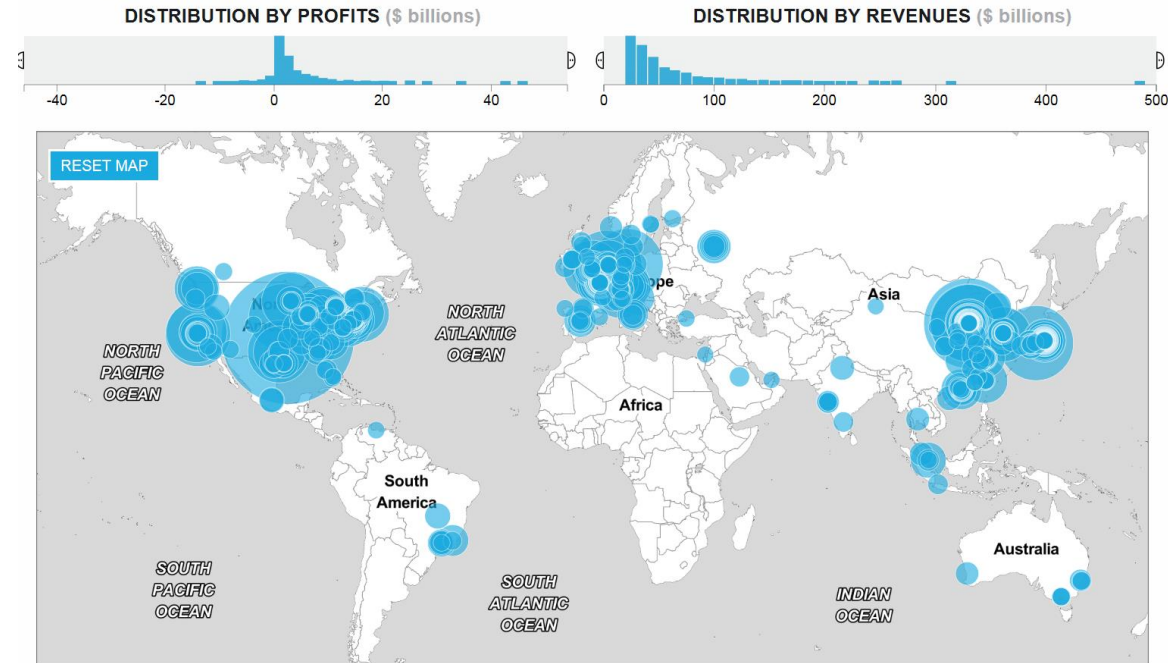 DISTRIBUTION BY PROFITS ($ billions)
DISTRIBUTION BY REVENUES ($ billions)
-40 -20 0 20 40
0 100 200 300 400 500
RESET MAP
Asia
NORTH
ATLANTIC
OCEAN
NORTH
PACIFIC
OCEAN
Africa
South
America
Australia
SOUTH
PACIFIC
OCEAN
SOUTH
ATLANTIC
OCEAN
INDIAN
OCEAN